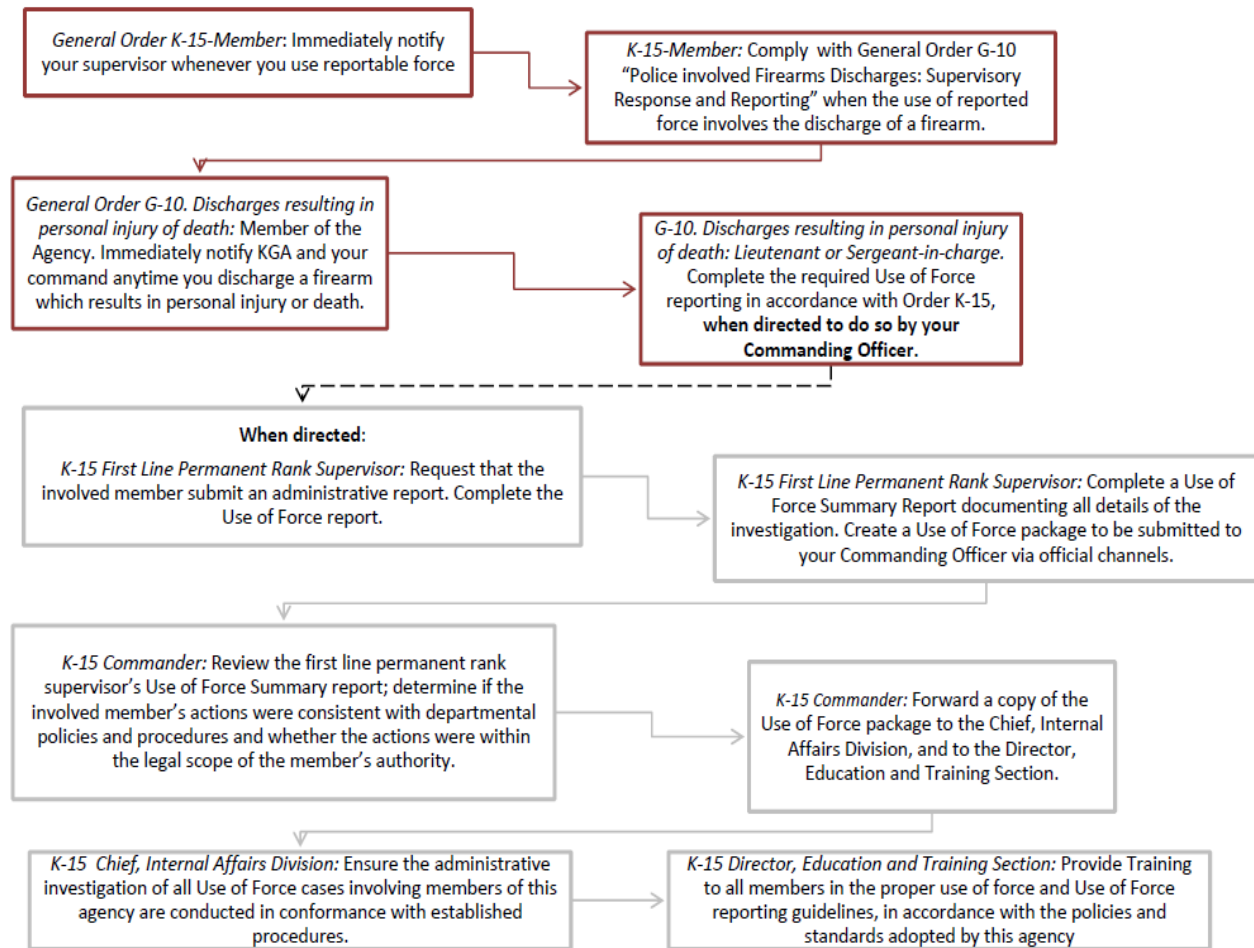 General Order K-15-Member: Immediately notify
your supervisor whenever you use reportable force
K-15-Member: Comply with General Order G-10
“Police involved Firearms Discharges: Supervisory
Response and Reporting” when the use of reported
force involves the discharge of a firearm.
General Order G-10. Discharges resulting in
personal injury of death: Member of the
Agency. Immediately notify KGA and your
command anytime you discharge a firearm
which results in personal injury or death.
G-10. Discharges resulting in personal injury
of death: Lieutenant or Sergeant-in-charge.
Complete the required Use of Force
reporting in accordance with Order K-15,
when directed to do so by your
Commanding Officer.
When directed:
K-15 First Line Permanent Rank Supervisor: Request that the
involved member submit an administrative report. Complete the
Use of Force report.
K-15 First Line Permanent Rank Supervisor: Complete a Use of
Force Summary Report documenting all details of the
investigation. Create a Use of Force package to be submitted to
your Commanding Officer via official channels.
K-15 Commander: Review the first line permanent rank
supervisor’s Use of Force Summary report; determine if the
involved member’s actions were consistent with departmental
policies and procedures and whether the actions were within
the legal scope of the member’s authority.
K-15 Commander: Forward a copy of the
Use of Force package to the Chief, Internal
Affairs Division, and to the Director,
Education and Training Section.
K-15 Chief, Internal Affairs Division: Ensure the administrative
investigation of all Use of Force cases involving members of this
agency are conducted in conformance with established
procedures.
K-15 Director, Education and Training Section: Provide Training
to all members in the proper use of force and Use of Force
reporting guidelines, in accordance with the policies and
standards adopted by this agency